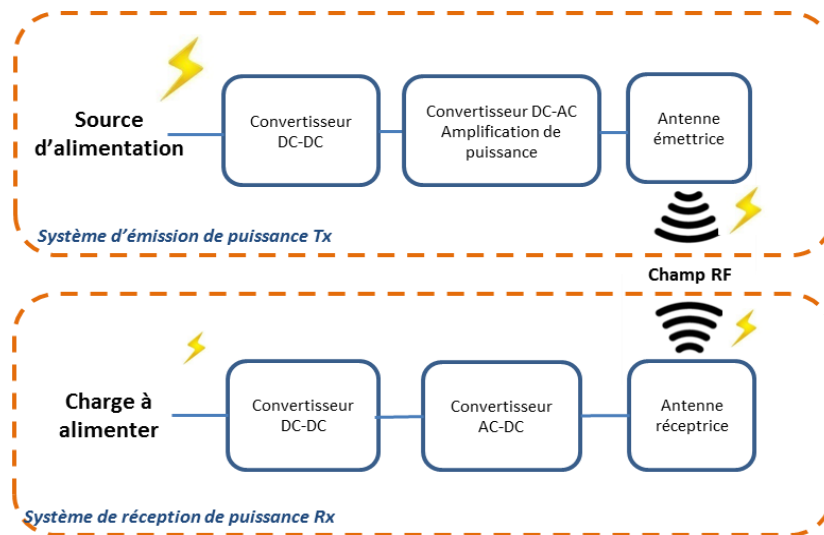 Source
d'alimentation
Convertisseur
DC-DC
Convertisseur DC-AC
Amplification de
puissance
Antenne
émettrice
Système d'émission de puissance Tx
Champ RF
Charge à
alimenter
Convertisseur
DC-DC
Convertisseur
AC-DC
Antenne
réceptrice
Système de réception de puissance Rx